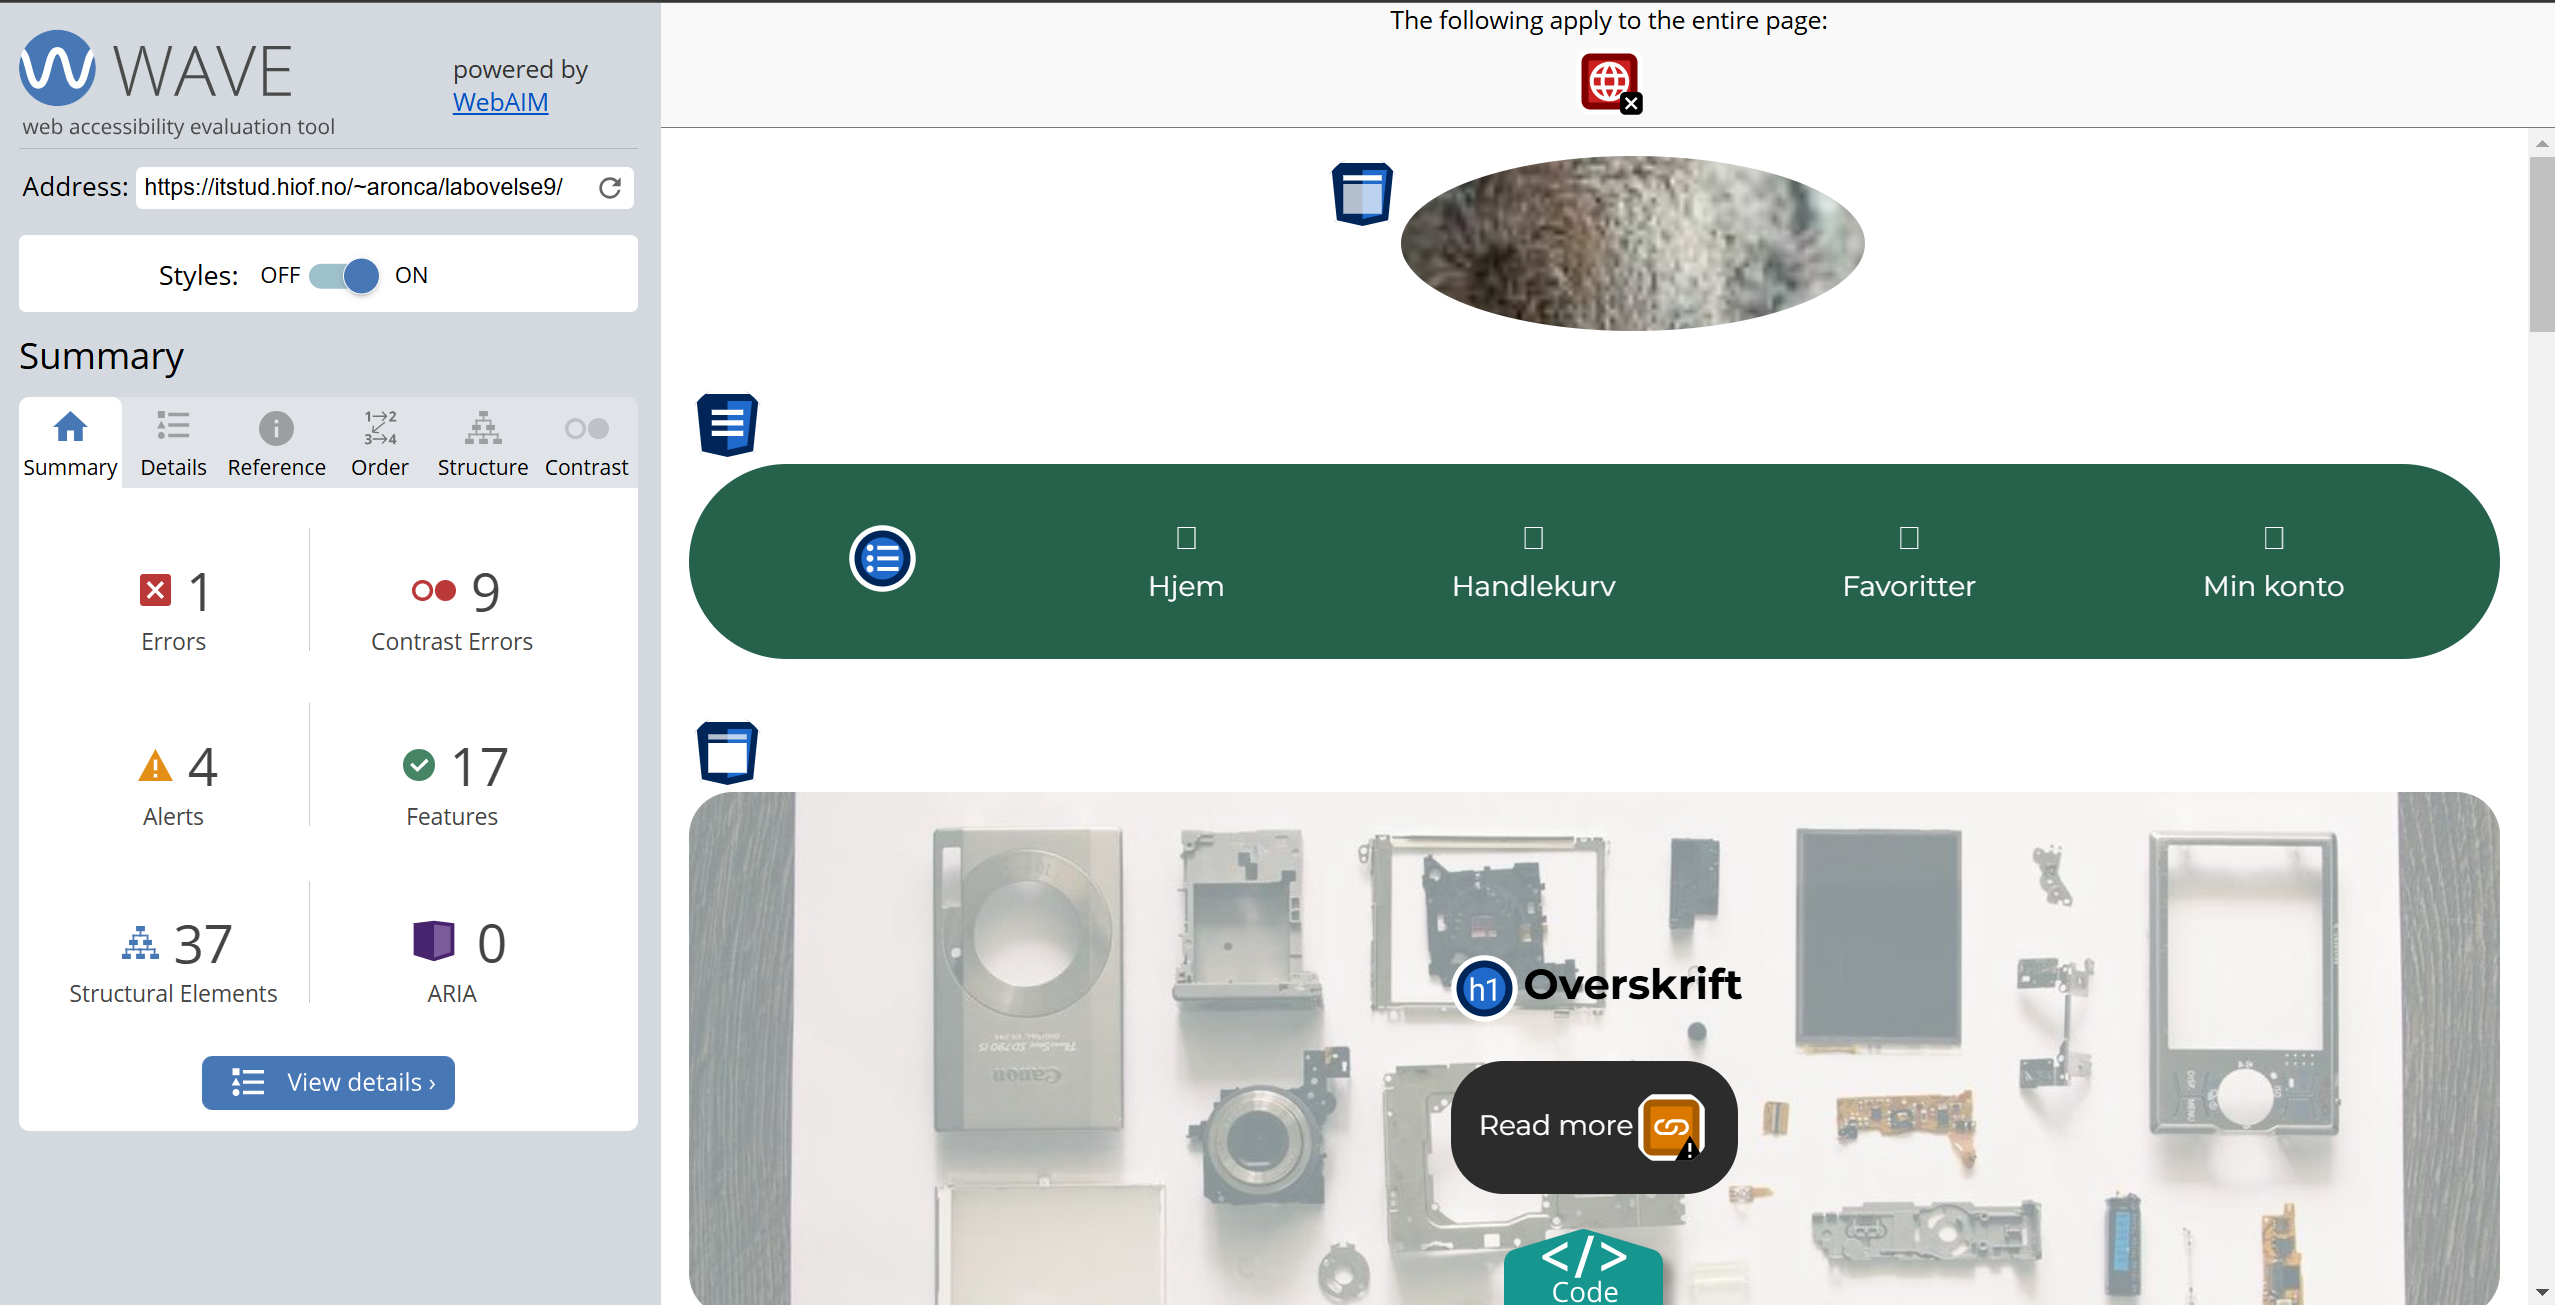 WAVE
powered by
WebAIM
web accessibility evaluation tool
Address: https://itstud.hiof.no/~aronca/labovelse9/
Styles: OFF ON
Summary
Summary Details Reference Order Structure Contrast
1 Errors
9 Contrast Errors
4 Alerts
17 Features
37 Structural Elements
0 ARIA
View details ›
The following apply to the entire page:
Hjem
Handlekurv
Favoritter
Min konto
h1 Overskrift
Read more
</> Code
Canon